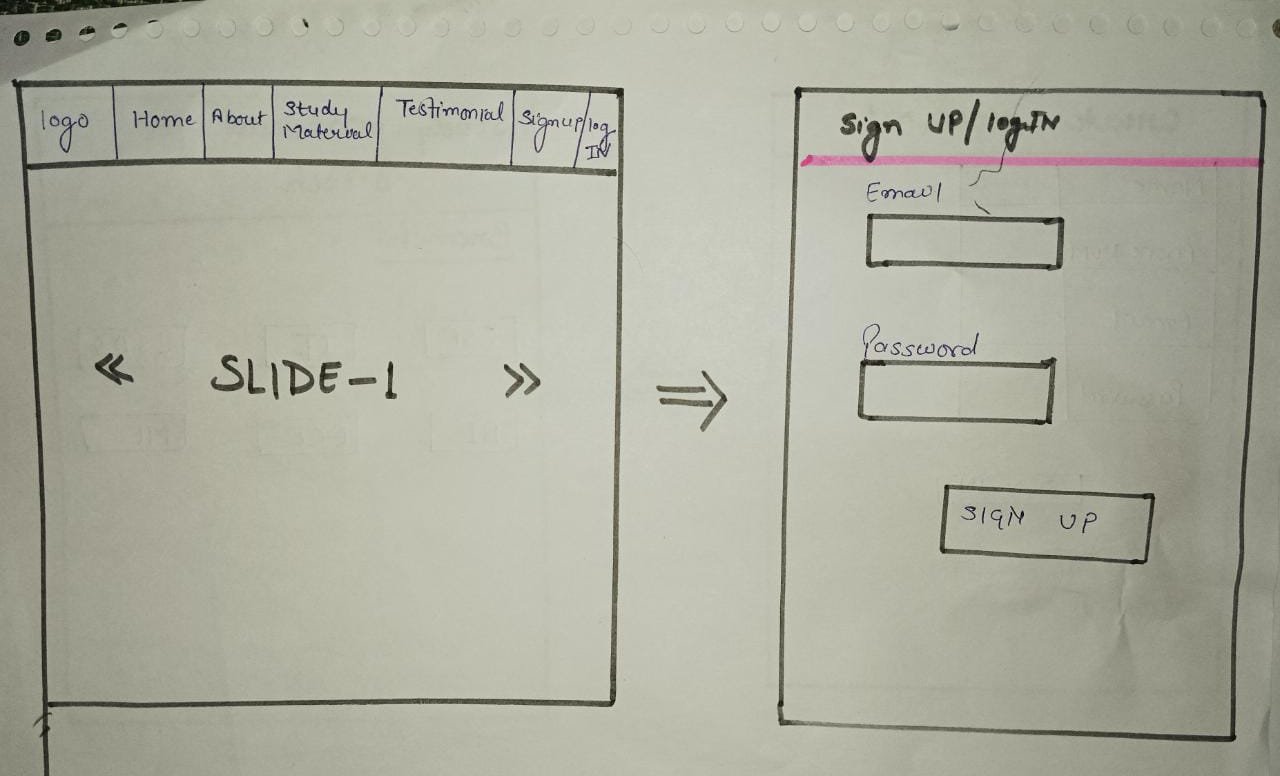 logo
Home
About
Study
Material
Testimonial
Signup/log
IN
« SLIDE-1 »
⇒
Sign UP/logIN
Email
Password
SIGN UP